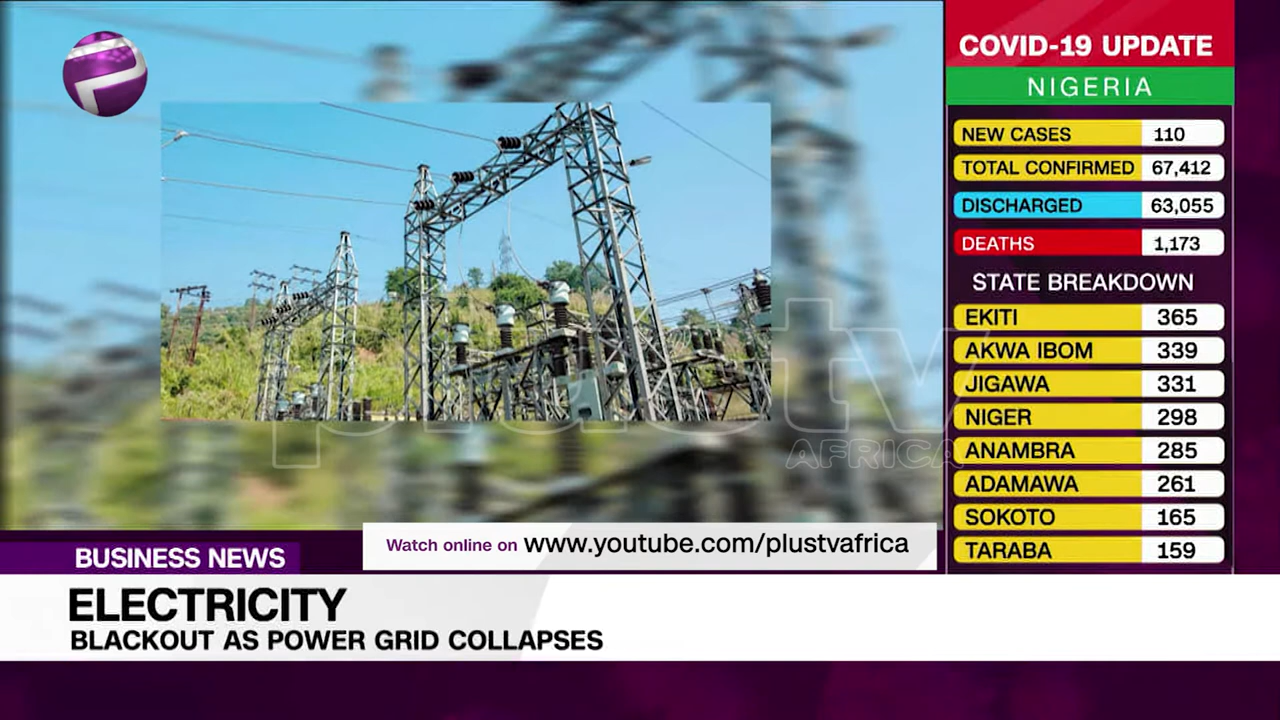 COVID-19 UPDATE
NIGERIA
NEW CASES 110
TOTAL CONFIRMED 67,412
DISCHARGED 63,055
DEATHS 1,173
STATE BREAKDOWN
EKITI 365
AKWA IBOM 339
JIGAWA 331
NIGER 298
ANAMBRA 285
ADAMAWA 261
SOKOTO 165
TARABA 159
plustv
AFRICA
Watch online on www.youtube.com/plustvafrica
BUSINESS NEWS
ELECTRICITY
BLACKOUT AS POWER GRID COLLAPSES